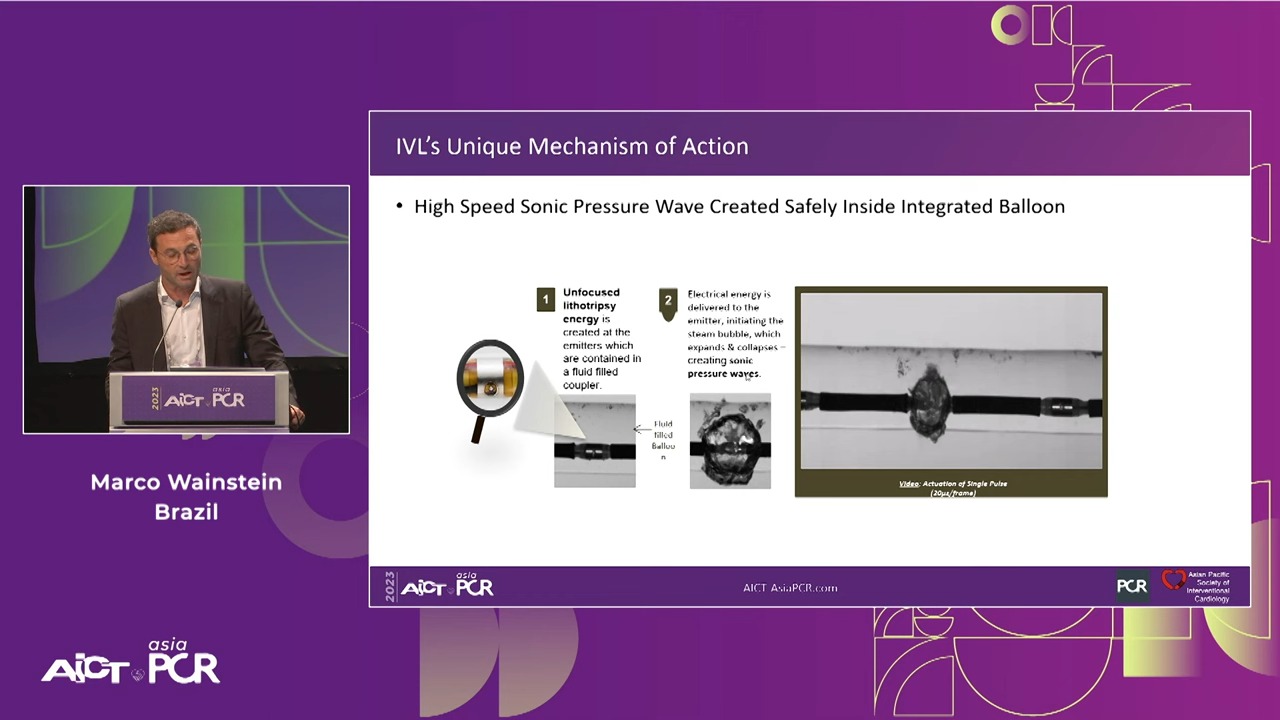 IVL's Unique Mechanism of Action
• High Speed Sonic Pressure Wave Created Safely Inside Integrated Balloon
1
Unfocused
lithotripsy
energy is
created at the
emitters which
are contained in
a fluid filled
coupler.
2
Electrical energy is
delivered to the
emitter, initiating the
steam bubble, which
expands & collapses –
creating sonic
pressure waves.
Fluid
filled
Balloo
n
Video: Actuation of Single Pulse
(20µs/frame)
2023 AICT asia PCR
AICT-AsiaPCR.com
PCR
Asian Pacific
Society of
Interventional
Cardiology
2023 AICT asia PCR
Marco Wainstein
Brazil
AICT asia PCR